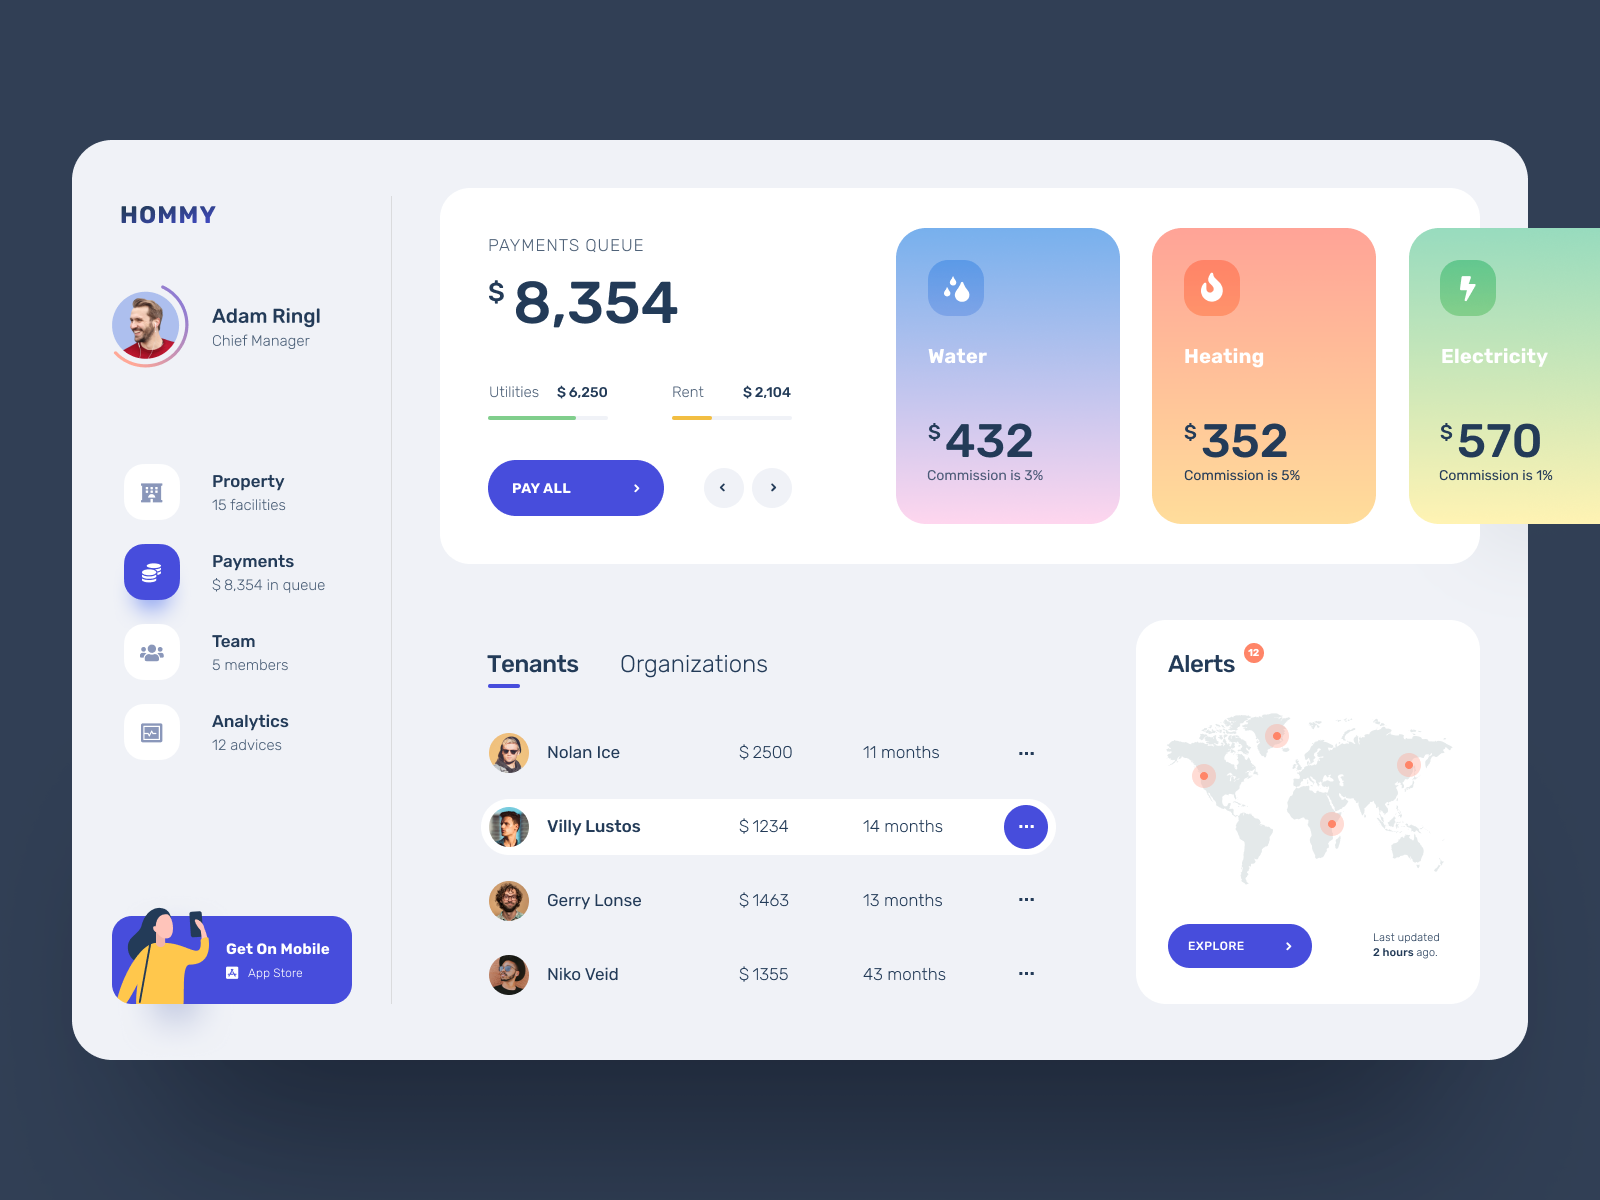 HOMMY
Adam Ringl
Chief Manager
Property
15 facilities
Payments
$ 8,354 in queue
Team
5 members
Analytics
12 advices
Get On Mobile
App Store
PAYMENTS QUEUE
$ 8,354
Utilities $ 6,250
Rent $ 2,104
PAY ALL
Water
$ 432
Commission is 3%
Heating
$ 352
Commission is 5%
Electricity
$ 570
Commission is 1%
Tenants Organizations
Nolan Ice $ 2500 11 months
Villy Lustos $ 1234 14 months
Gerry Lonse $ 1463 13 months
Niko Veid $ 1355 43 months
Alerts 12
EXPLORE
Last updated
2 hours ago.